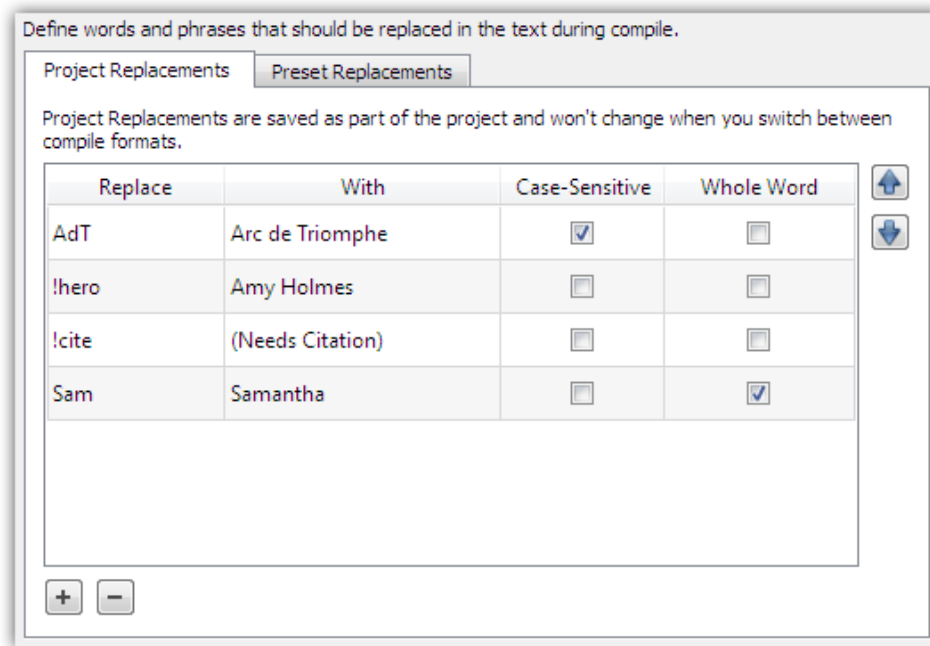 Define words and phrases that should be replaced in the text during compile.
Project Replacements Preset Replacements
Project Replacements are saved as part of the project and won't change when you switch between
compile formats.
Replace With Case-Sensitive Whole Word
AdT Arc de Triomphe
!hero Amy Holmes
!cite (Needs Citation)
Sam Samantha